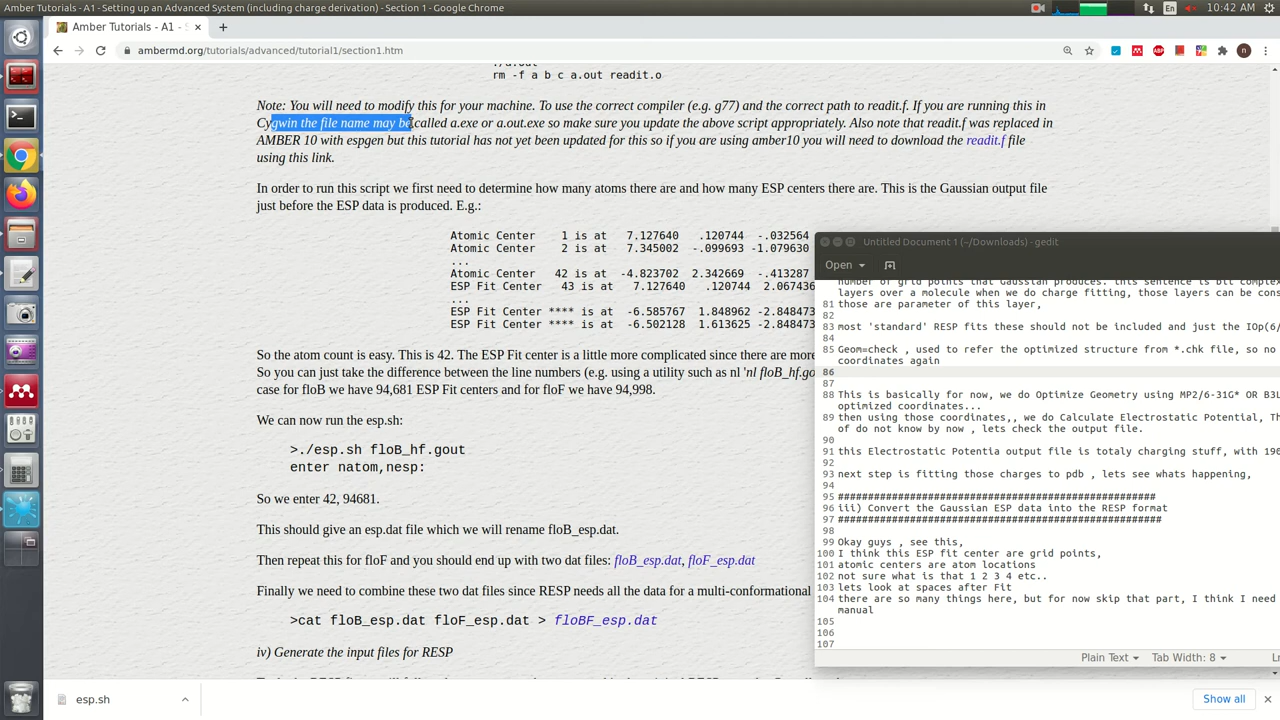 Amber Tutorials - A1 - Setting up an Advanced System (including charge derivation) - Section 1 - Google Chrome
En
10:42 AM
Amber Tutorials - A1 - S
ambermd.org/tutorials/advanced/tutorial1/section1.htm
rm -f a b c a.out readit.o
Note: You will need to modify this for your machine. To use the correct compiler (e.g. g77) and the correct path to readit.f. If you are running this in
Cygwin the file name may be called a.exe or a.out.exe so make sure you update the above script appropriately. Also note that readit.f was replaced in
AMBER 10 with espgen but this tutorial has not yet been updated for this so if you are using amber10 you will need to download the readit.f file
using this link.
In order to run this script we first need to determine how many atoms there are and how many ESP centers there are. This is the Gaussian output file
just before the ESP data is produced. E.g.:
Atomic Center 1 is at 7.127640 .120744 -.032564
Atomic Center 2 is at 7.345002 -.099693 -1.079630
...
Atomic Center 42 is at -4.823702 2.342669 -.413287
ESP Fit Center 43 is at 7.127640 .120744 2.067436
...
ESP Fit Center **** is at -6.585767 1.848962 -2.848473
ESP Fit Center **** is at -6.502128 1.613625 -2.848473
So the atom count is easy. This is 42. The ESP Fit center is a little more complicated since there are more
So you can just take the difference between the line numbers (e.g. using a utility such as nl 'nl floB_hf.go
case for floB we have 94,681 ESP Fit centers and for floF we have 94,998.
We can now run the esp.sh:
>./esp.sh floB_hf.gout
enter natom,nesp:
So we enter 42, 94681.
This should give an esp.dat file which we will rename floB_esp.dat.
Then repeat this for floF and you should end up with two dat files: floB_esp.dat, floF_esp.dat
Finally we need to combine these two dat files since RESP needs all the data for a multi-conformational
>cat floB_esp.dat floF_esp.dat > floBF_esp.dat
iv) Generate the input files for RESP
Untitled Document 1 (~/Downloads) - gedit
Open
number of grid points that Gaussian produces. this sentence is bit complex
layers over a molecule when we do charge fitting, those layers can be cons
81 those are parameter of this layer,
82
83 most 'standard' RESP fits these should not be included and just the IOp(6/
84
85 Geom=check , used to refer the optimized structure from *.chk file, so no
coordinates again
86
87
88 This is basically for now, we do Optimize Geometry using MP2/6-31G* OR B3L
optimized coordinates...
89 then using those coordinates,, we do Calculate Electrostatic Potential, Th
of do not know by now , lets check the output file.
90
91 this Electrostatic Potentia output file is totaly charging stuff, with 190
92
93 next step is fitting those charges to pdb , lets see whats happening,
94
95 #####################################################
96 iii) Convert the Gaussian ESP data into the RESP format
97 ######################################################
98
99 Okay guys , see this,
100 I think this ESP fit center are grid points,
101 atomic centers are atom locations
102 not sure what is that 1 2 3 4 etc..
103 lets look at spaces after Fit
104 there are so many things here, but for now skip that part, I think I need
manual
105
106
107
Plain Text
Tab Width: 8
Ln
esp.sh
Show all